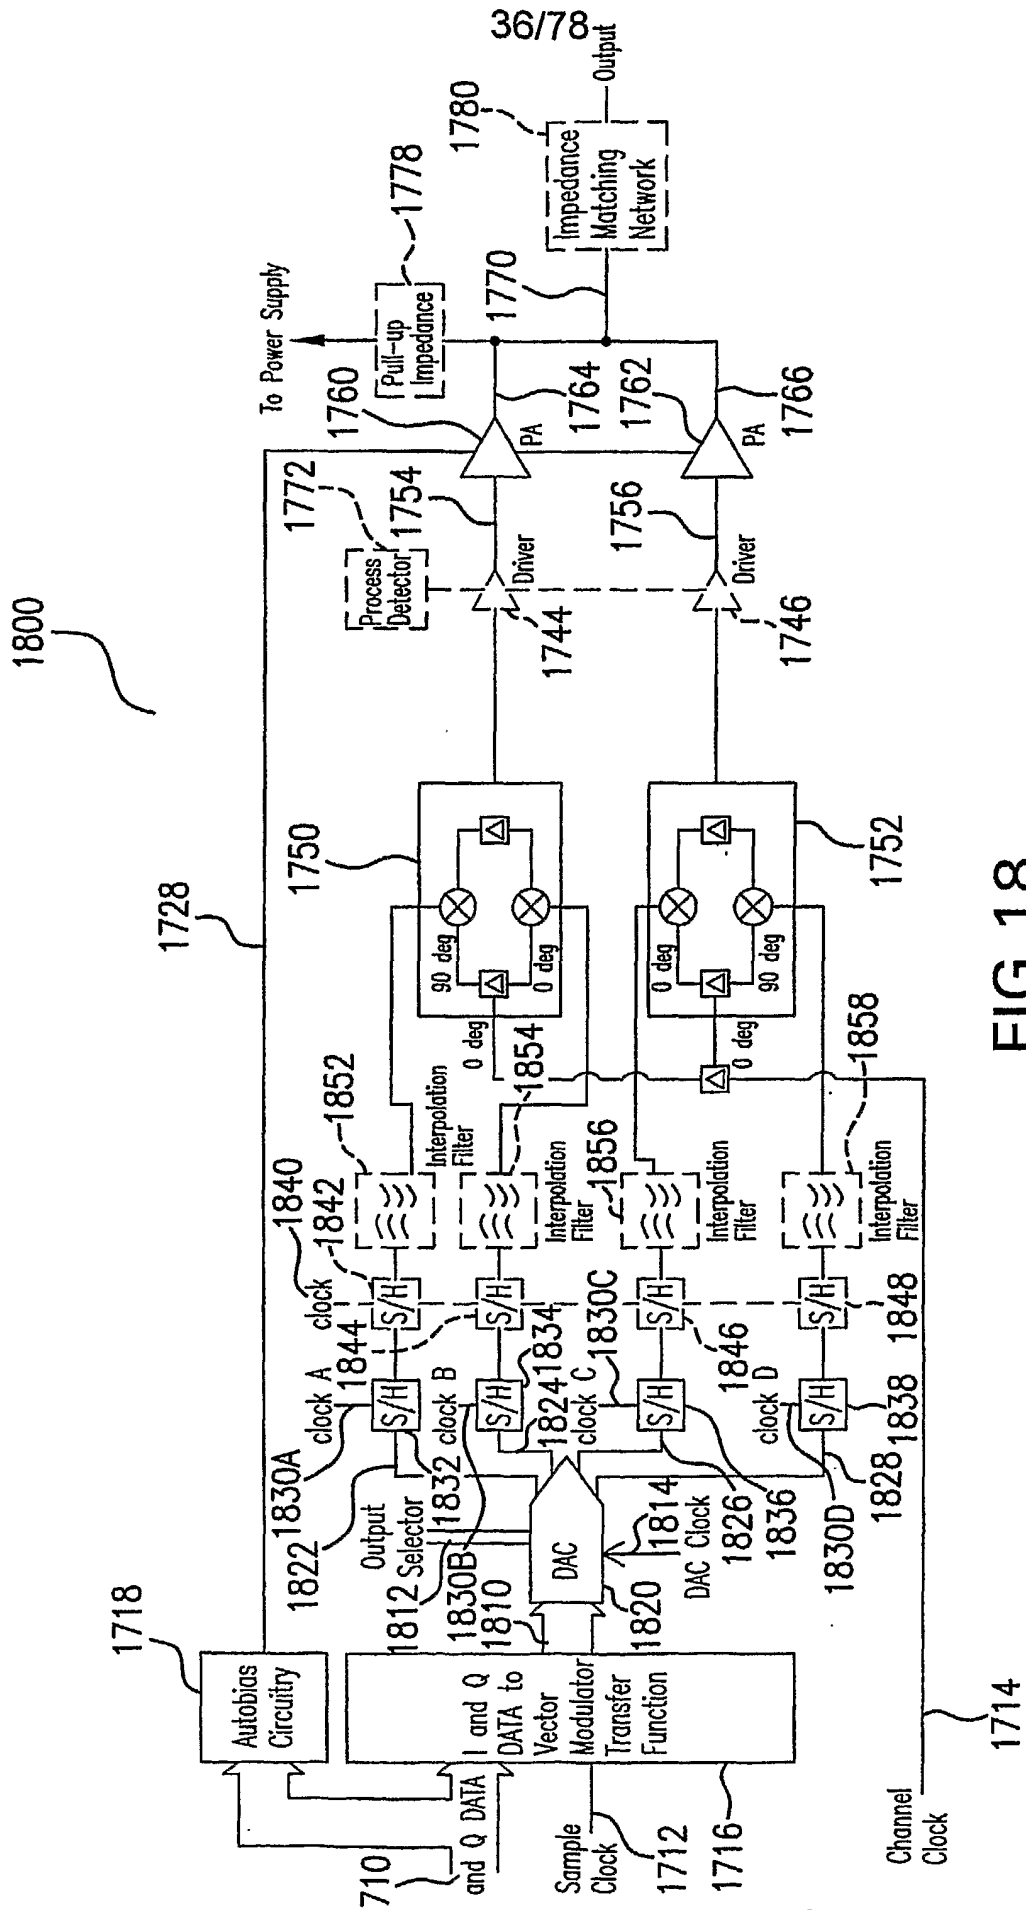 36/78
1800
FIG.18
710
and Q DATA
Sample
Clock
1712
1716
Channel
Clock
1714
1718
Autobias
Circuitry
I and Q
DATA to
Vector
Modulator
Transfer
Function
1728
1810
1812
Output
Selector
DAC
1820
1814
DAC Clock
1822
1824
1826
1828
1830A
clock A
S/H
1832
1830B
clock B
S/H
1834
1830C
clock C
S/H
1836
1830D
clock D
S/H
1838
1840
clock
1842
S/H
1844
S/H
1846
S/H
1848
S/H
1852
Interpolation
Filter
1854
Interpolation
Filter
1856
Interpolation
Filter
1858
Interpolation
Filter
0 deg
90 deg
0 deg
1750
0 deg
0 deg
90 deg
1752
Process
Detector
1772
Driver
1744
Driver
1746
1754
1756
1760
PA
1764
1762
PA
1766
To Power Supply
Pull-up
Impedance
1778
1770
Impedance
Matching
Network
1780
Output